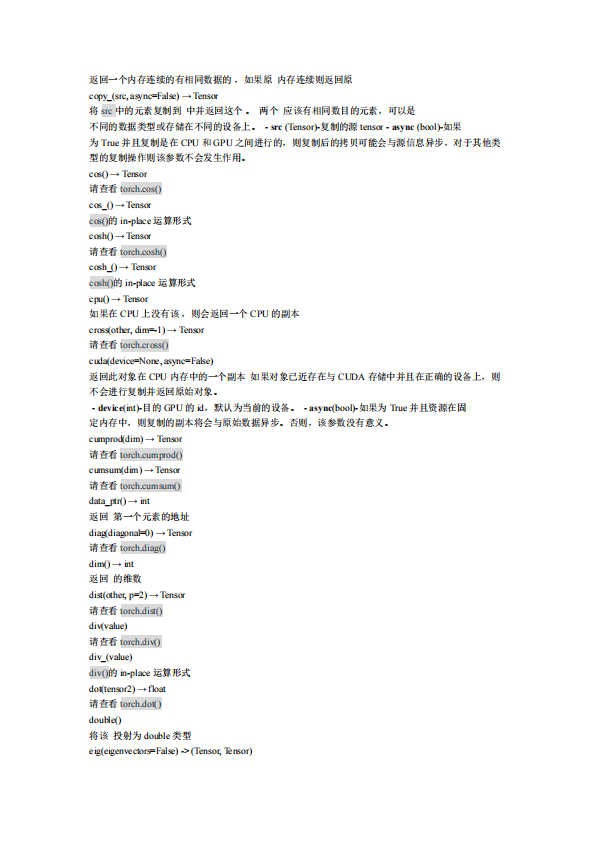 返回一个内存连续的有相同数据的 ，如果原 内存连续则返回原
copy_(src, async=False) → Tensor
将 src 中的元素复制到 中并返回这个 。 两个 应该有相同数目的元素，可以是
不同的数据类型或存储在不同的设备上。 - src (Tensor)-复制的源 tensor - async (bool)-如果
为 True 并且复制是在 CPU 和 GPU 之间进行的，则复制后的拷贝可能会与源信息异步，对于其他类
型的复制操作则该参数不会发生作用。
cos() → Tensor
请查看 torch.cos()
cos_() → Tensor
cos()的 in-place 运算形式
cosh() → Tensor
请查看 torch.cosh()
cosh_() → Tensor
cosh()的 in-place 运算形式
cpu() → Tensor
如果在 CPU 上没有该 ，则会返回一个 CPU 的副本
cross(other, dim=-1) → Tensor
请查看 torch.cross()
cuda(device=None, async=False)
返回此对象在 CPU 内存中的一个副本 如果对象已近存在与 CUDA 存储中并且在正确的设备上，则
不会进行复制并返回原始对象。
- device(int)-目的 GPU 的 id，默认为当前的设备。 - async(bool)-如果为 True 并且资源在固
定内存中，则复制的副本将会与原始数据异步。否则，该参数没有意义。
cumprod(dim) → Tensor
请查看 torch.cumprod()
cumsum(dim) → Tensor
请查看 torch.cumsum()
data_ptr() → int
返回 第一个元素的地址
diag(diagonal=0) → Tensor
请查看 torch.diag()
dim() → int
返回 的维数
dist(other, p=2) → Tensor
请查看 torch.dist()
div(value)
请查看 torch.div()
div_(value)
div()的 in-place 运算形式
dot(tensor2) → float
请查看 torch.dot()
double()
将该 投射为 double 类型
eig(eigenvectors=False) -> (Tensor, Tensor)